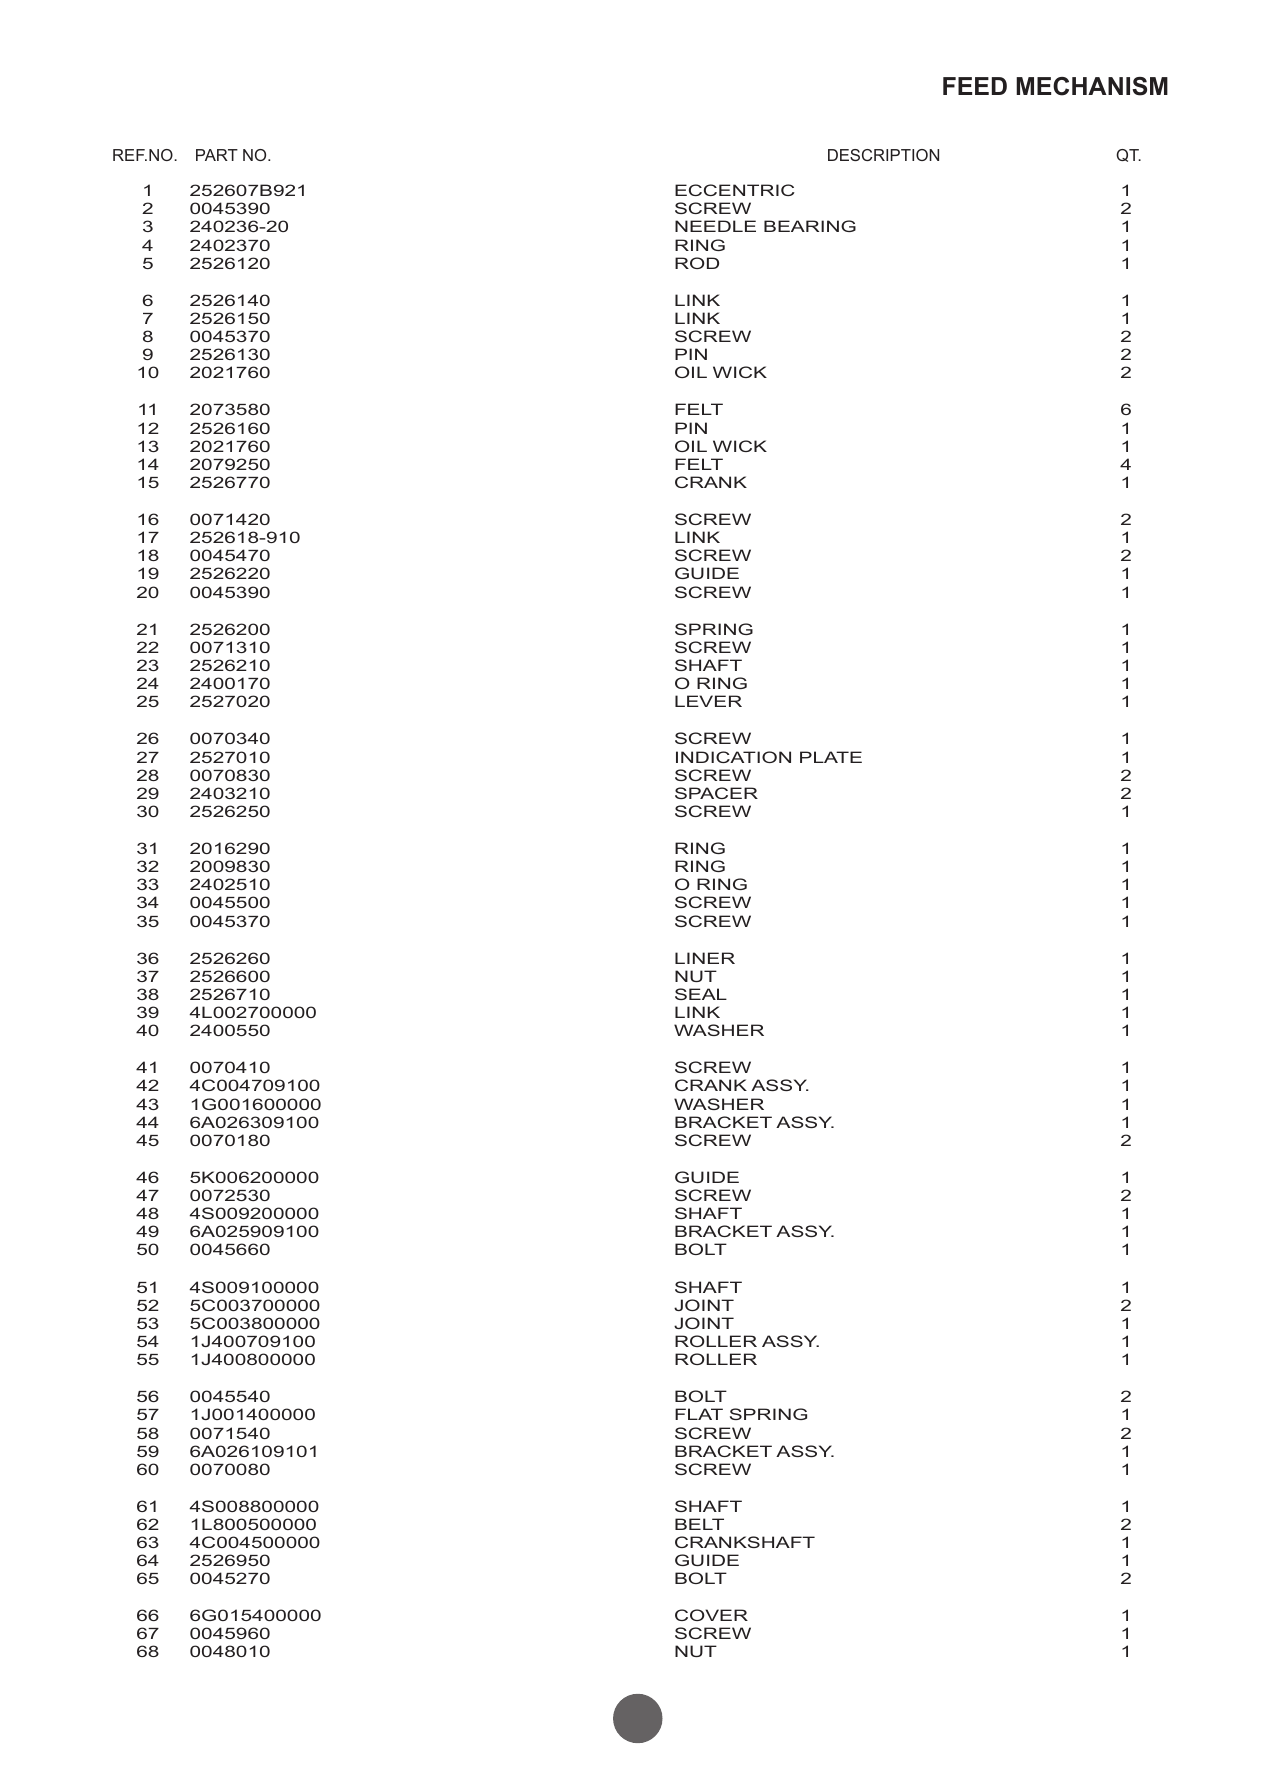 FEED MECHANISM
REF.NO. PART NO. DESCRIPTION QT.
1 252607B921 ECCENTRIC 1
2 0045390 SCREW 2
3 240236-20 NEEDLE BEARING 1
4 2402370 RING 1
5 2526120 ROD 1
6 2526140 LINK 1
7 2526150 LINK 1
8 0045370 SCREW 2
9 2526130 PIN 2
10 2021760 OIL WICK 2
11 2073580 FELT 6
12 2526160 PIN 1
13 2021760 OIL WICK 1
14 2079250 FELT 4
15 2526770 CRANK 1
16 0071420 SCREW 2
17 252618-910 LINK 1
18 0045470 SCREW 2
19 2526220 GUIDE 1
20 0045390 SCREW 1
21 2526200 SPRING 1
22 0071310 SCREW 1
23 2526210 SHAFT 1
24 2400170 O RING 1
25 2527020 LEVER 1
26 0070340 SCREW 1
27 2527010 INDICATION PLATE 1
28 0070830 SCREW 2
29 2403210 SPACER 2
30 2526250 SCREW 1
31 2016290 RING 1
32 2009830 RING 1
33 2402510 O RING 1
34 0045500 SCREW 1
35 0045370 SCREW 1
36 2526260 LINER 1
37 2526600 NUT 1
38 2526710 SEAL 1
39 4L002700000 LINK 1
40 2400550 WASHER 1
41 0070410 SCREW 1
42 4C004709100 CRANK ASSY. 1
43 1G001600000 WASHER 1
44 6A026309100 BRACKET ASSY. 1
45 0070180 SCREW 2
46 5K006200000 GUIDE 1
47 0072530 SCREW 2
48 4S009200000 SHAFT 1
49 6A025909100 BRACKET ASSY. 1
50 0045660 BOLT 1
51 4S009100000 SHAFT 1
52 5C003700000 JOINT 2
53 5C003800000 JOINT 1
54 1J400709100 ROLLER ASSY. 1
55 1J400800000 ROLLER 1
56 0045540 BOLT 2
57 1J001400000 FLAT SPRING 1
58 0071540 SCREW 2
59 6A026109101 BRACKET ASSY. 1
60 0070080 SCREW 1
61 4S008800000 SHAFT 1
62 1L800500000 BELT 2
63 4C004500000 CRANKSHAFT 1
64 2526950 GUIDE 1
65 0045270 BOLT 2
66 6G015400000 COVER 1
67 0045960 SCREW 1
68 0048010 NUT 1